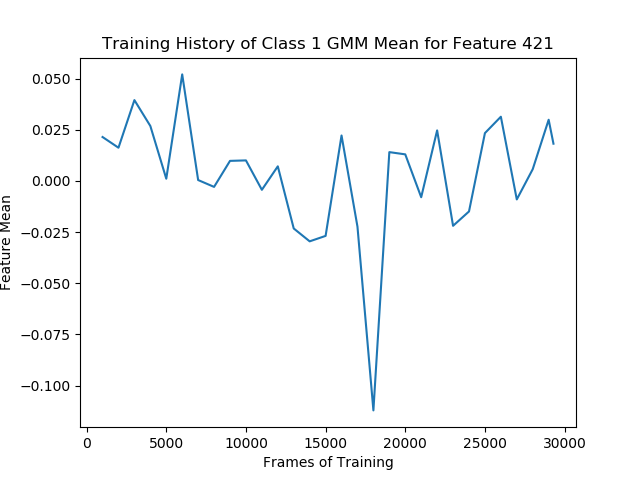 Training History of Class 1 GMM Mean for Feature 421
0.050
0.025
0.000
−0.025
−0.050
−0.075
−0.100
Feature Mean
0 5000 10000 15000 20000 25000 30000
Frames of Training